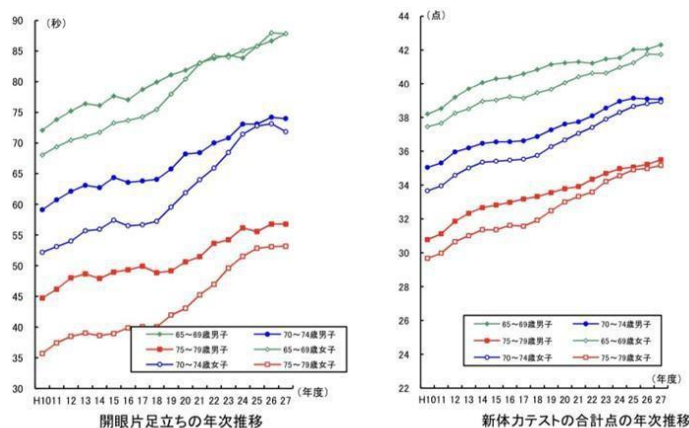 （秒）
90
85
80
75
70
65
60
55
50
45
40
35
30
65～69歳男子
70～74歳男子
75～79歳男子
65～69歳女子
70～74歳女子
75～79歳女子
（年度）
H10 11 12 13 14 15 16 17 18 19 20 21 22 23 24 25 26 27
開眼片足立ちの年次推移
（点）
44
42
40
38
36
34
32
30
28
26
24
22
65～69歳男子
70～74歳男子
75～79歳男子
65～69歳女子
70～74歳女子
75～79歳女子
（年度）
H10 11 12 13 14 15 16 17 18 19 20 21 22 23 24 25 26 27
新体力テストの合計点の年次推移